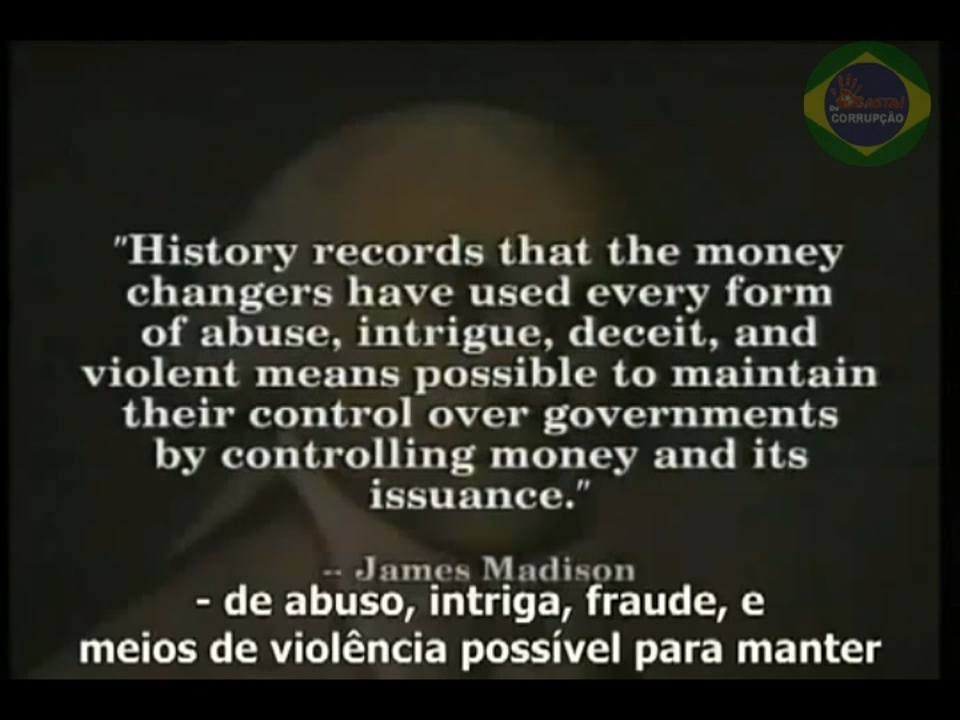 De BASTA!
CORRUPÇÃO
"History records that the money
changers have used every form
of abuse, intrigue, deceit, and
violent means possible to maintain
their control over governments
by controlling money and its
issuance."
-- James Madison
- de abuso, intriga, fraude, e
meios de violência possível para manter